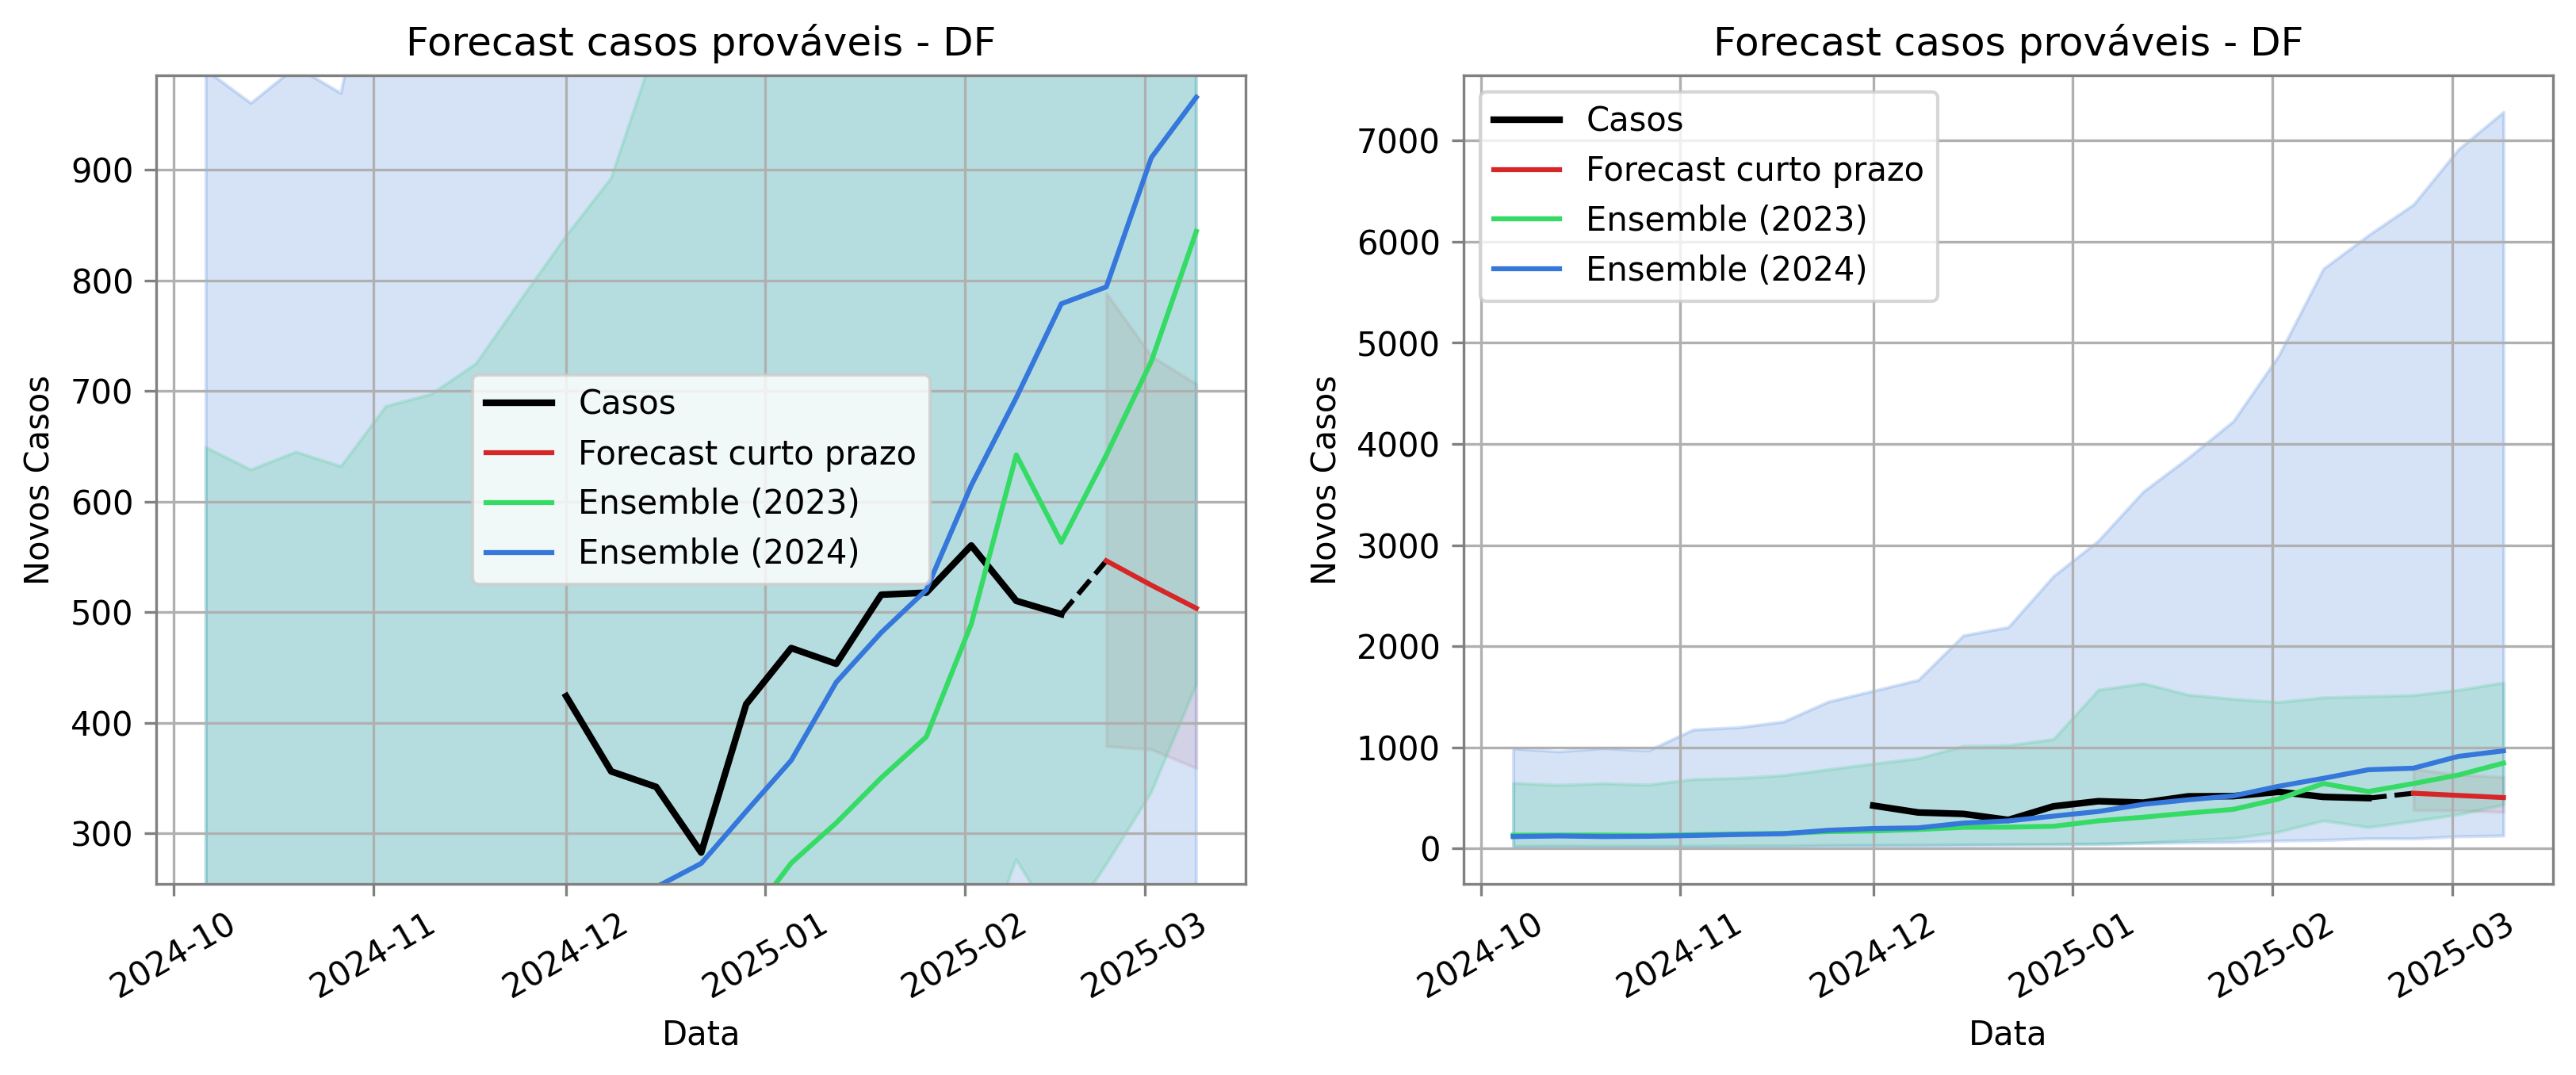 Forecast casos prováveis - DF
Novos Casos
900
800
700
600
500
400
300
Casos
Forecast curto prazo
Ensemble (2023)
Ensemble (2024)
2024-10
2024-11
2024-12
2025-01
2025-02
2025-03
Data
Forecast casos prováveis - DF
Novos Casos
7000
6000
5000
4000
3000
2000
1000
0
Casos
Forecast curto prazo
Ensemble (2023)
Ensemble (2024)
2024-10
2024-11
2024-12
2025-01
2025-02
2025-03
Data